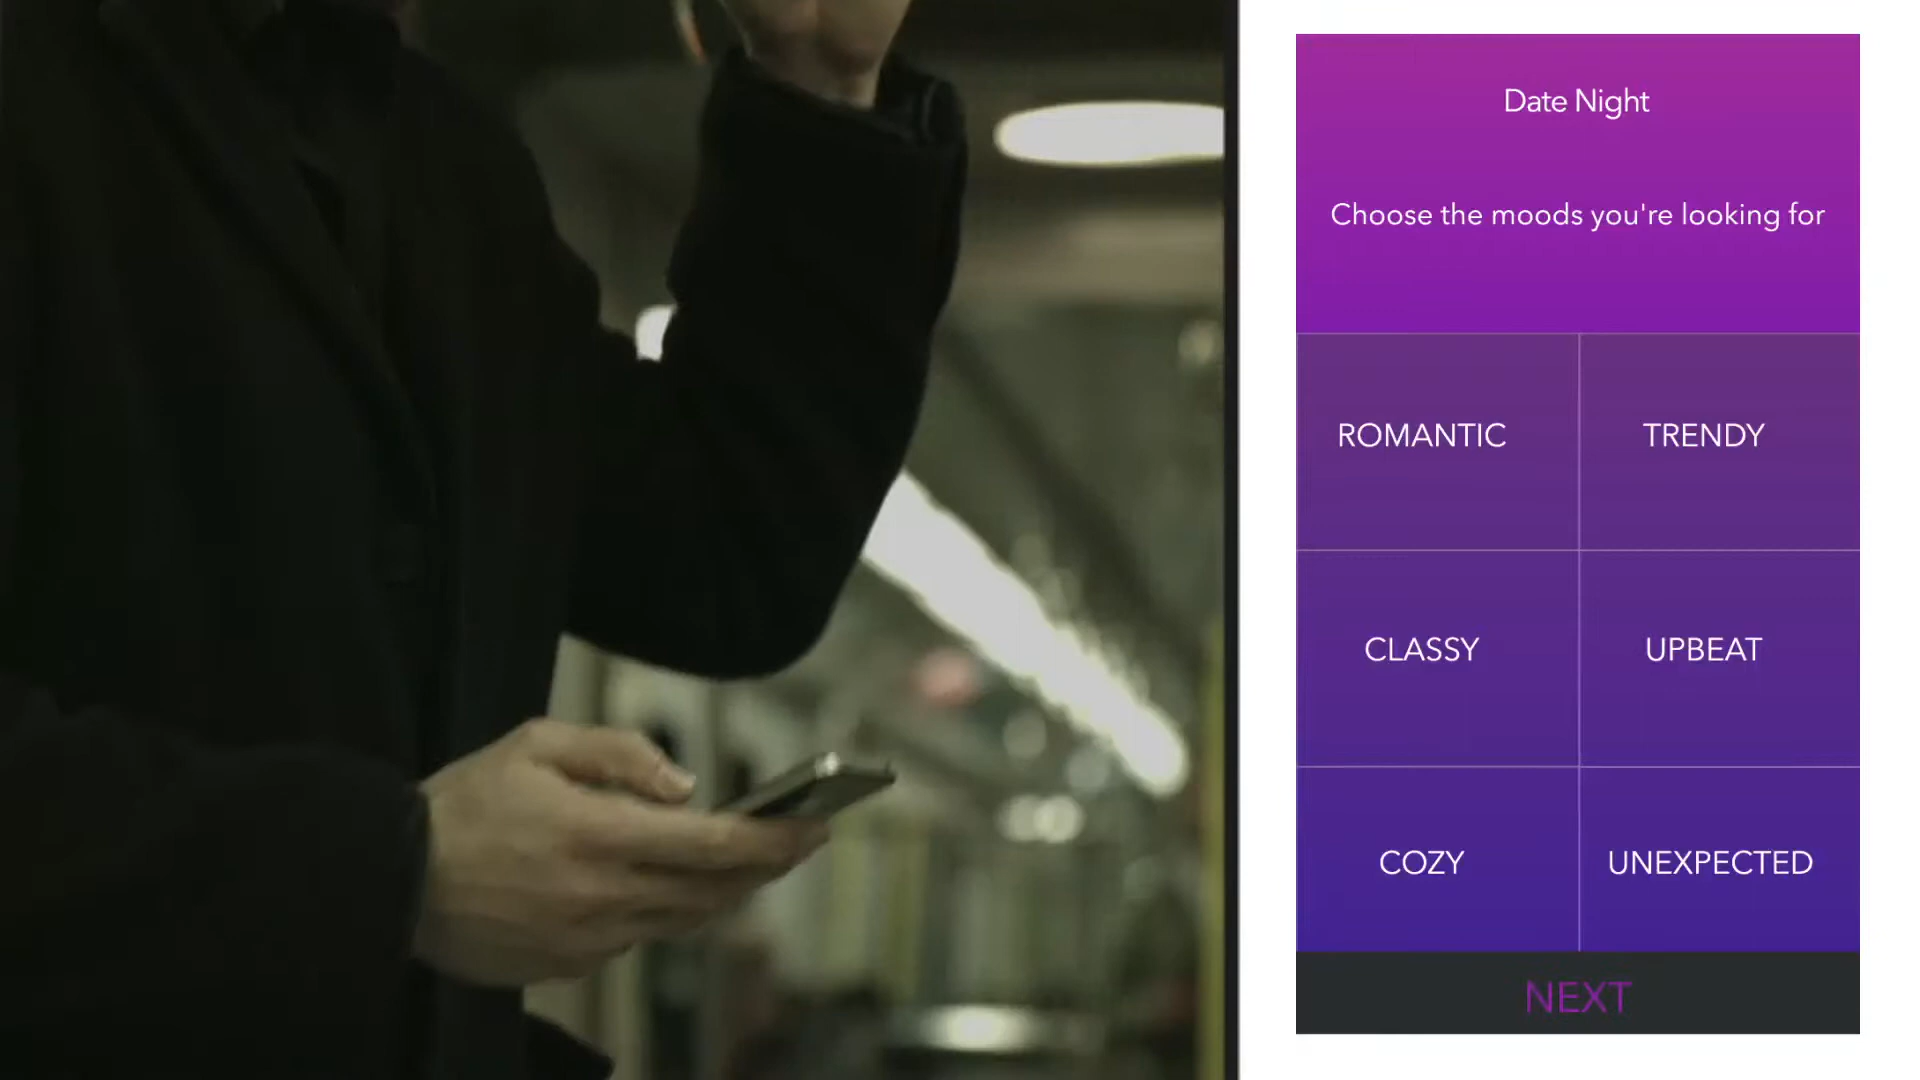 Date Night
Choose the moods you're looking for
ROMANTIC TRENDY
CLASSY UPBEAT
COZY UNEXPECTED
NEXT